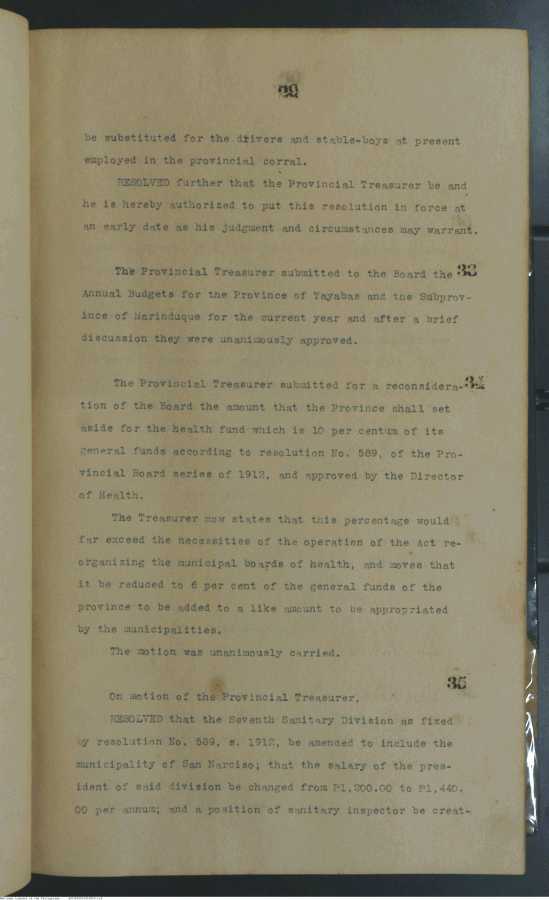 be substituted for the drivers and stable-boys at present
employed in the provincial corral.
RESOLVED further that the Provincial Treasurer be and
he is hereby authorized to put this resolution in force at
an early date as his judgment and circumstances may warrant.
The Provincial Treasurer submitted to the Board the 33
Annual Budgets for the Province of Tayabas and the Subprov-
ince of Marinduque for the current year and after a brief
discussion they were unanimously approved.
The Provincial Treasurer submitted for a reconsidera- 34
tion of the Board the amount that the Province shall set
aside for the health fund which is 10 per centum of its
general funds according to resolution No. 589, of the Pro-
vincial Board series of 1912, and approved by the Director
of Health.
The Treasurer now states that this percentage would
far exceed the necessities of the operation of the Act re-
organizing the municipal boards of health, and moves that
it be reduced to 6 per cent of the general funds of the
province to be added to a like amount to be appropriated
by the municipalities.
The motion was unanimously carried.
35
On motion of the Provincial Treasurer,
RESOLVED that the Seventh Sanitary Division as fixed
by resolution No. 589, s. 1912, be amended to include the
municipality of San Narciso; that the salary of the pres-
ident of said division be changed from P1,200.00 to P1,440.
00 per annum; and a position of sanitary inspector be creat-